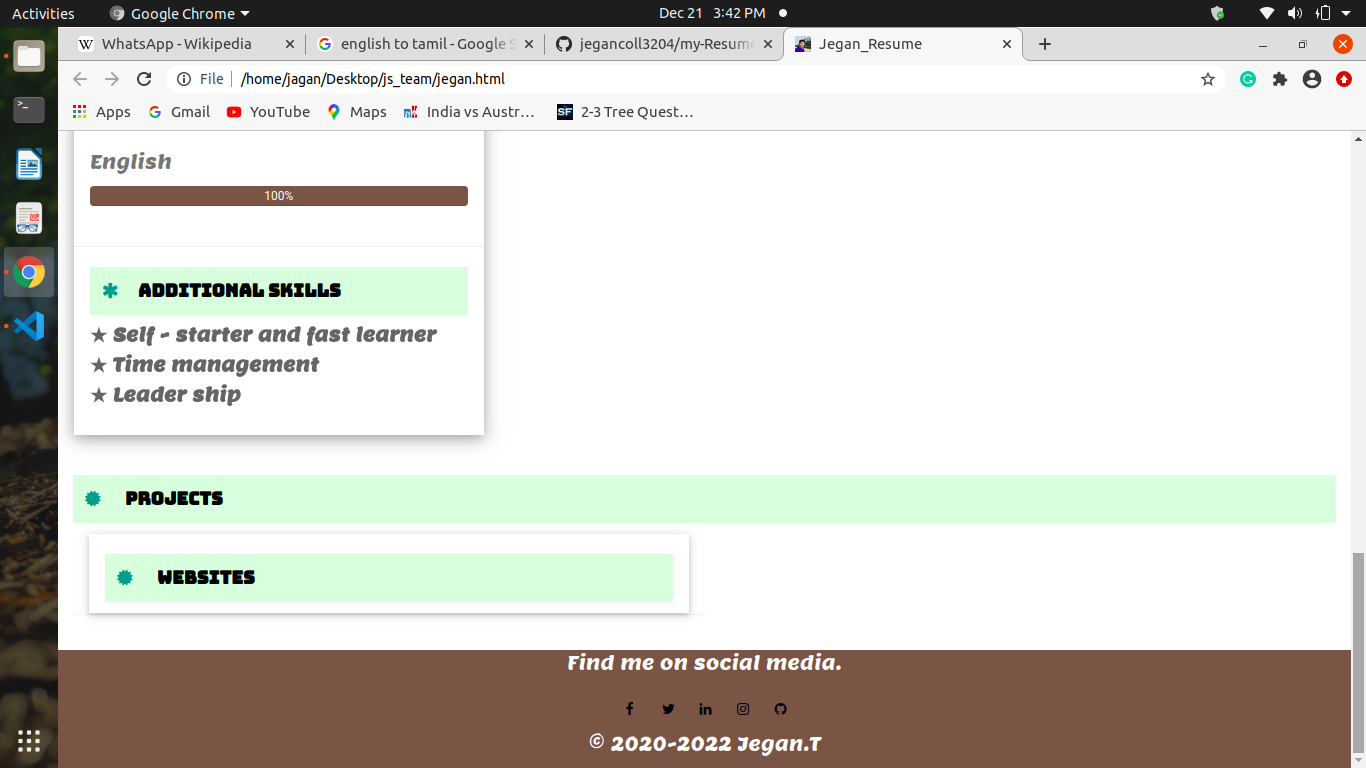 Activities Google Chrome Dec 21 3:42 PM
WhatsApp - Wikipedia english to tamil - Google S jegancoll3204/my-Resume Jegan_Resume
File /home/jagan/Desktop/js_team/jegan.html
Apps Gmail YouTube Maps India vs Austr… SF 2-3 Tree Quest…
English
100%
ADDITIONAL SKILLS
★ Self - starter and fast learner
★ Time management
★ Leader ship
PROJECTS
WEBSITES
Find me on social media.
© 2020-2022 Jegan.T